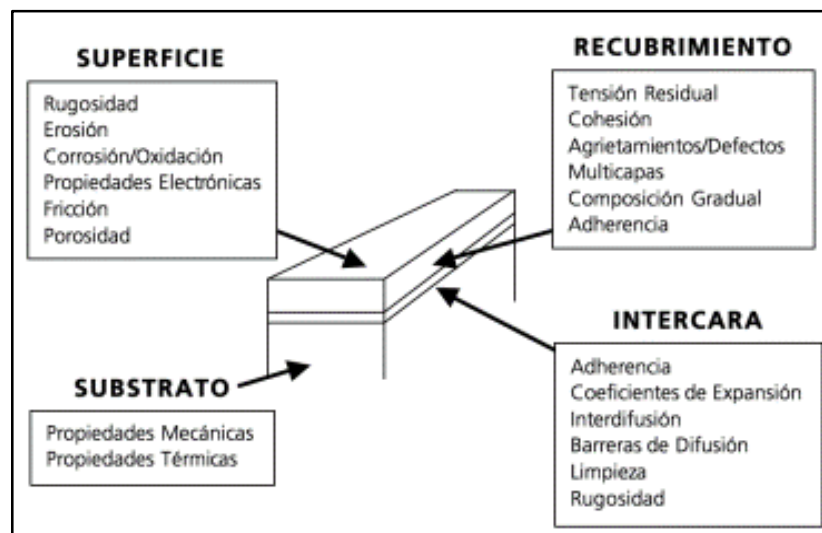 SUPERFICIE
Rugosidad
Erosión
Corrosión/Oxidación
Propiedades Electrónicas
Fricción
Porosidad
RECUBRIMIENTO
Tensión Residual
Cohesión
Agrietamientos/Defectos
Multicapas
Composición Gradual
Adherencia
SUBSTRATO
Propiedades Mecánicas
Propiedades Térmicas
INTERCARA
Adherencia
Coeficientes de Expansión
Interdifusión
Barreras de Difusión
Limpieza
Rugosidad